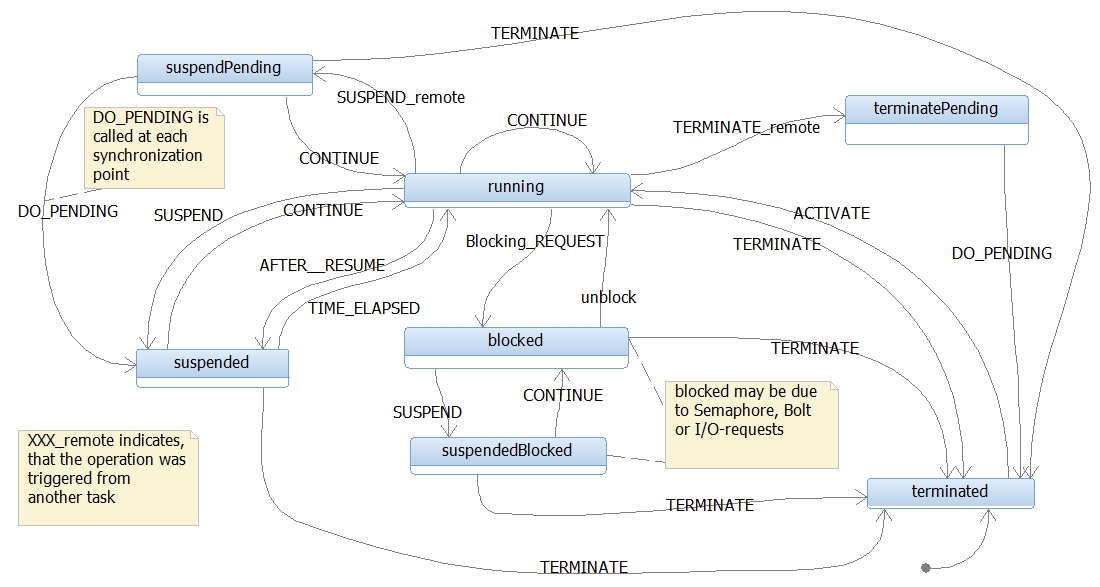 TERMINATE
suspendPending
SUSPEND_remote
terminatePending
DO_PENDING is
called at each
synchronization
point
CONTINUE
TERMINATE_remote
CONTINUE
running
DO_PENDING
SUSPEND
CONTINUE
ACTIVATE
Blocking_REQUEST
TERMINATE
DO_PENDING
AFTER__RESUME
unblock
TIME_ELAPSED
blocked
TERMINATE
suspended
blocked may be due
to Semaphore, Bolt
or I/O-requests
SUSPEND
CONTINUE
XXX_remote indicates,
that the operation was
triggered from
another task
suspendedBlocked
terminated
TERMINATE
TERMINATE